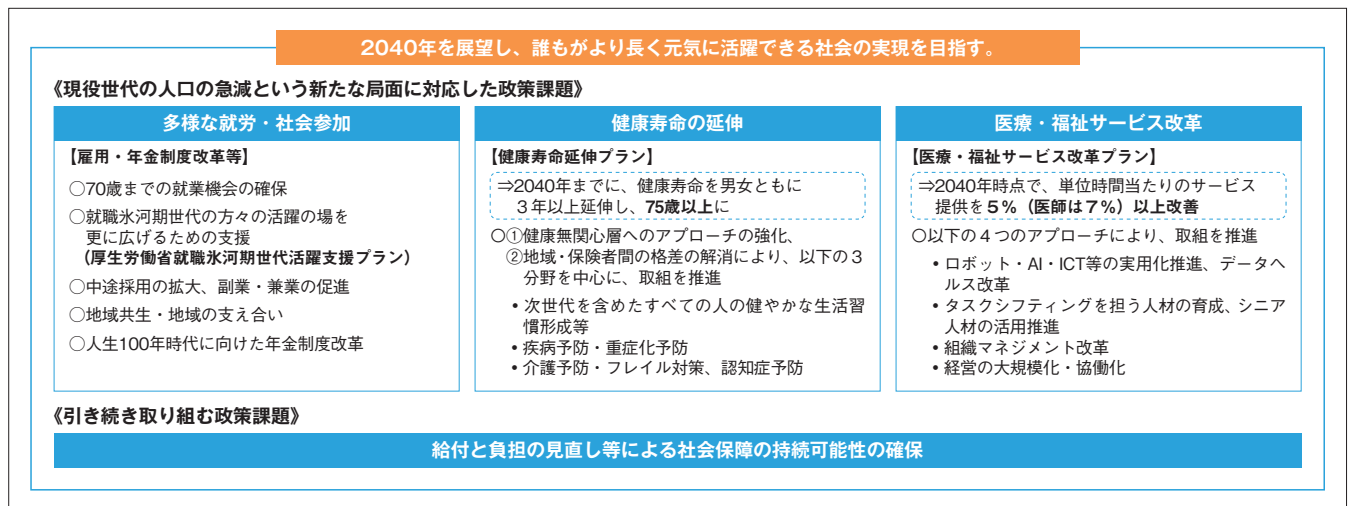 2040年を展望し、誰もがより長く元気に活躍できる社会の実現を目指す。
《現役世代の人口の急減という新たな局面に対応した政策課題》
多様な就労・社会参加
【雇用・年金制度改革等】
○70歳までの就業機会の確保
○就職氷河期世代の方々の活躍の場を
更に広げるための支援
（厚生労働省就職氷河期世代活躍支援プラン）
○中途採用の拡大、副業・兼業の促進
○地域共生・地域の支え合い
○人生100年時代に向けた年金制度改革
健康寿命の延伸
【健康寿命延伸プラン】
⇒2040年までに、健康寿命を男女ともに
３年以上延伸し、75歳以上に
○①健康無関心層へのアプローチの強化、
②地域・保険者間の格差の解消により、以下の３
分野を中心に、取組を推進
・次世代を含めたすべての人の健やかな生活習
慣形成等
・疾病予防・重症化予防
・介護予防・フレイル対策、認知症予防
医療・福祉サービス改革
【医療・福祉サービス改革プラン】
⇒2040年時点で、単位時間当たりのサービス
提供を５％（医師は７％）以上改善
○以下の４つのアプローチにより、取組を推進
・ロボット・AI・ICT等の実用化推進、データヘ
ルス改革
・タスクシフティングを担う人材の育成、シニア
人材の活用推進
・組織マネジメント改革
・経営の大規模化・協働化
《引き続き取り組む政策課題》
給付と負担の見直し等による社会保障の持続可能性の確保